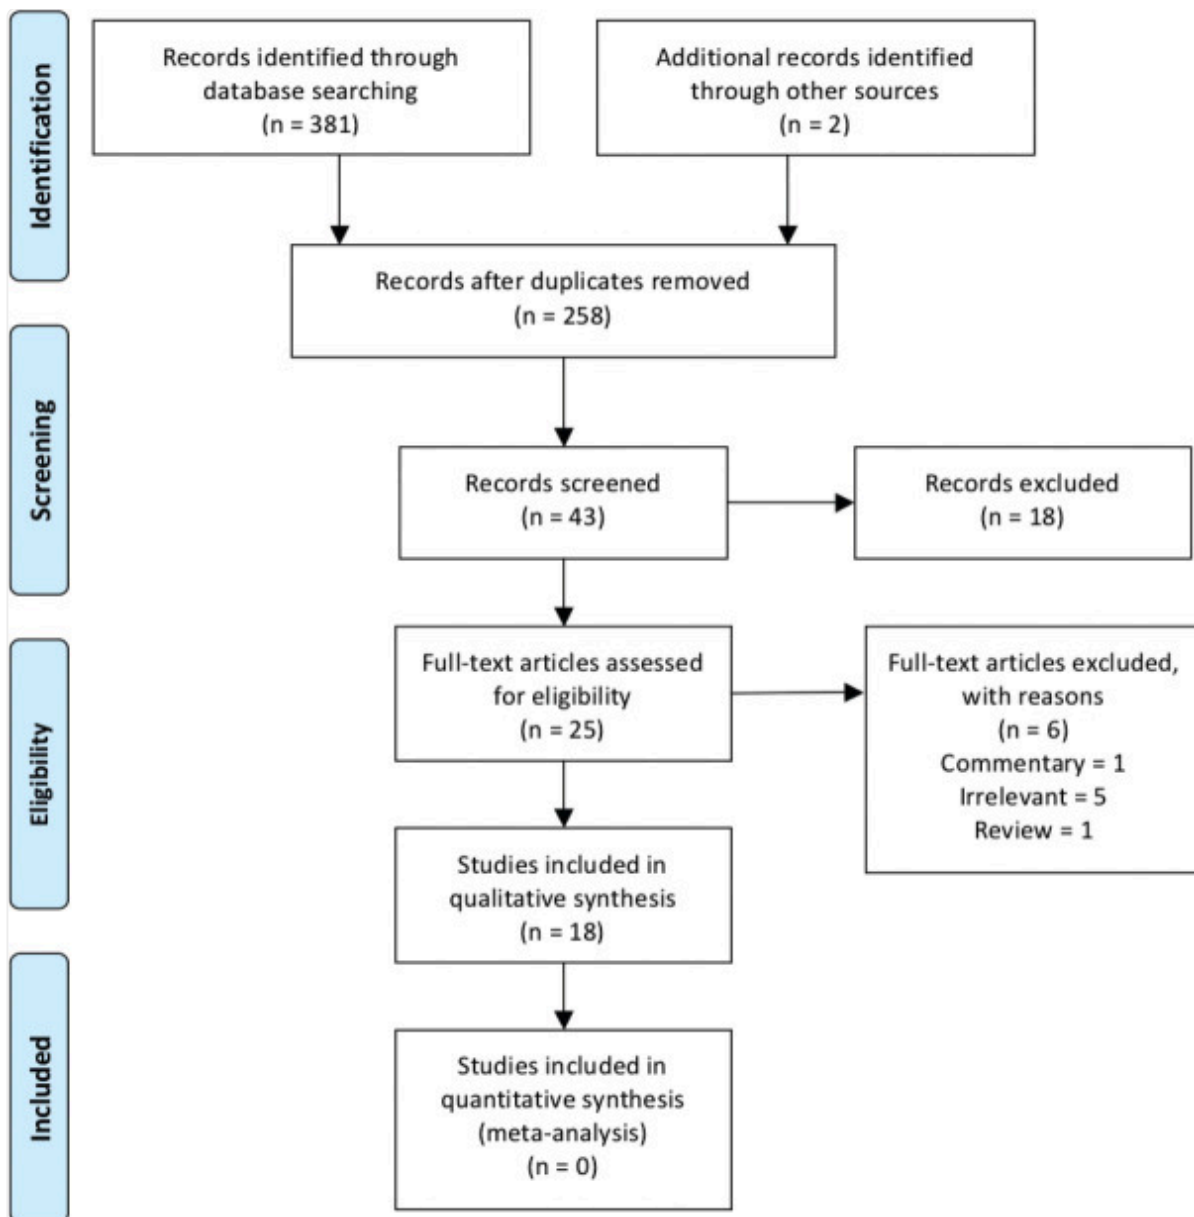 Identification
Records identified through
database searching
(n = 381)
Additional records identified
through other sources
(n = 2)
Records after duplicates removed
(n = 258)
Screening
Records screened
(n = 43)
Records excluded
(n = 18)
Eligibility
Full-text articles assessed
for eligibility
(n = 25)
Full-text articles excluded,
with reasons
(n = 6)
Commentary = 1
Irrelevant = 5
Review = 1
Studies included in
qualitative synthesis
(n = 18)
Included
Studies included in
quantitative synthesis
(meta-analysis)
(n = 0)